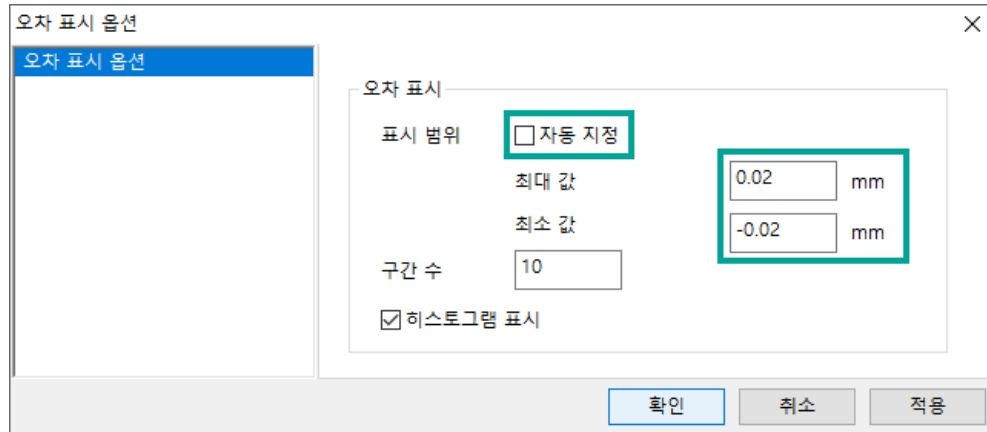 오차 표시 옵션
오차 표시 옵션
오차 표시
표시 범위 자동 지정
최대 값 0.02 mm
최소 값 -0.02 mm
구간 수 10
히스토그램 표시
확인 취소 적용